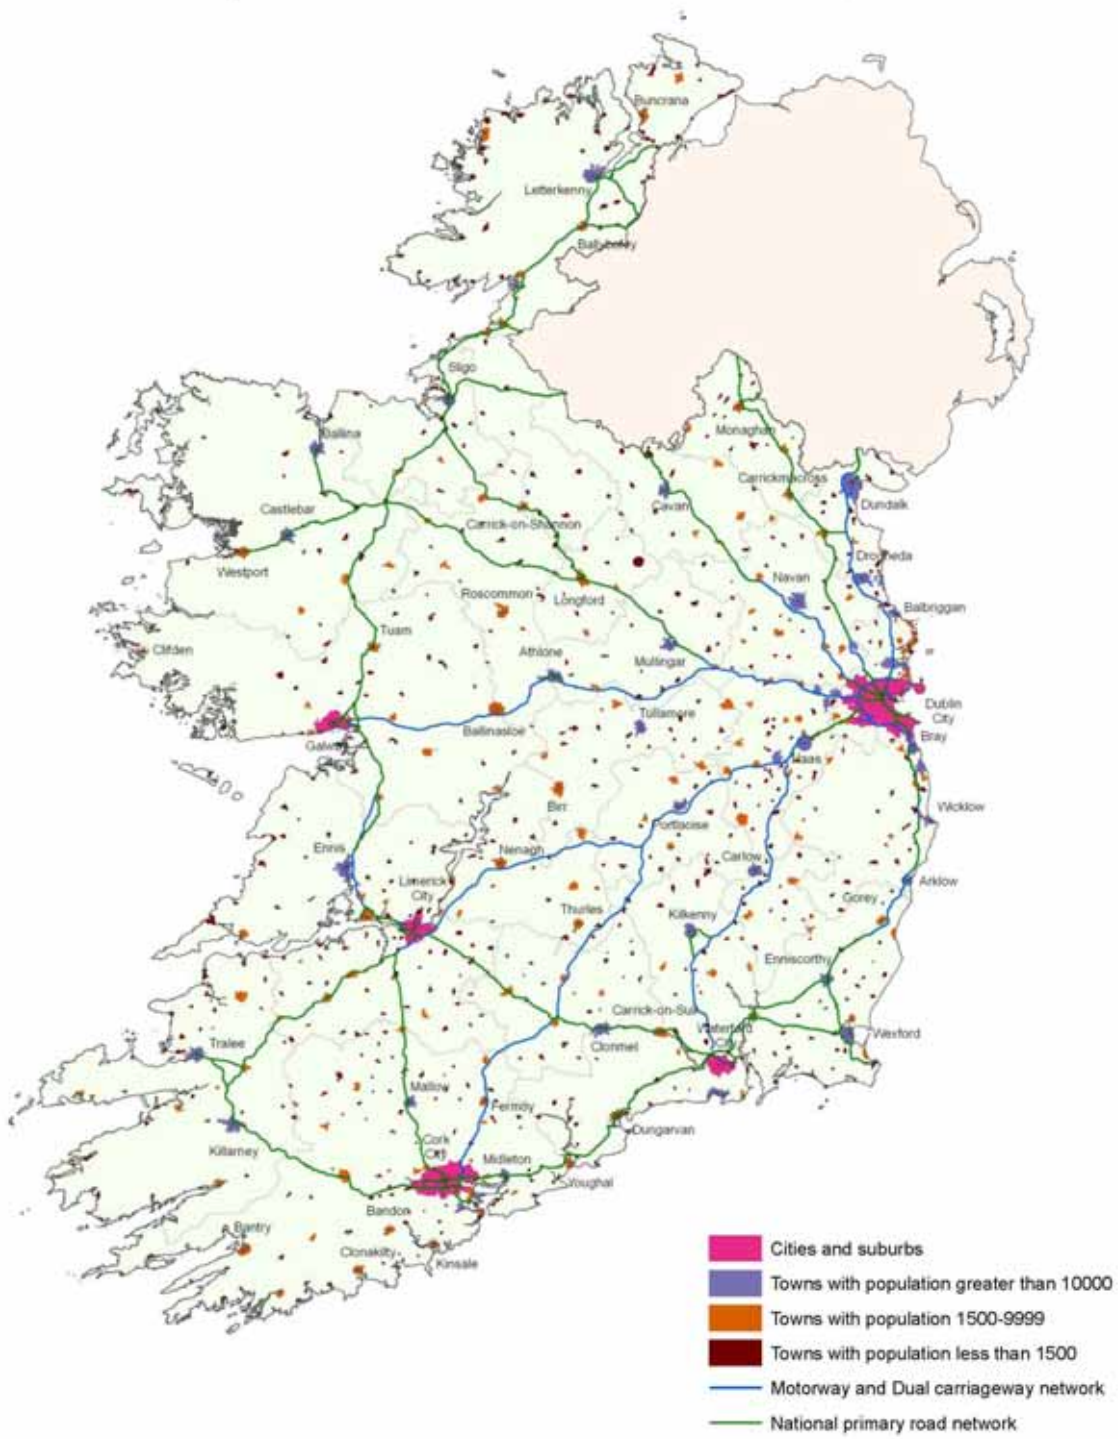 Buncrana
Letterkenny
Ballybofey
Sligo
Ballina
Monaghan
Carrickmacross
Dundalk
Castlebar
Cavan
Carrick-on-Shannon
Drogheda
Westport
Navan
Roscommon
Longford
Balbriggan
Tuam
Clifden
Athlone
Mullingar
Tullamore
Dublin
City
Ballinasloe
Bray
Galway
City
Naas
Birr
Wicklow
Portlaoise
Ennis
Nenagh
Carlow
Limerick
City
Arklow
Gorey
Thurles
Kilkenny
Enniscorthy
Carrick-on-Suir
Waterford
City
Wexford
Clonmel
Tralee
Mallow
Fermoy
Dungarvan
Cork
City
Killarney
Midleton
Youghal
Bandon
Bantry
Clonakilty
Kinsale
Cities and suburbs
Towns with population greater than 10000
Towns with population 1500-9999
Towns with population less than 1500
Motorway and Dual carriageway network
National primary road network